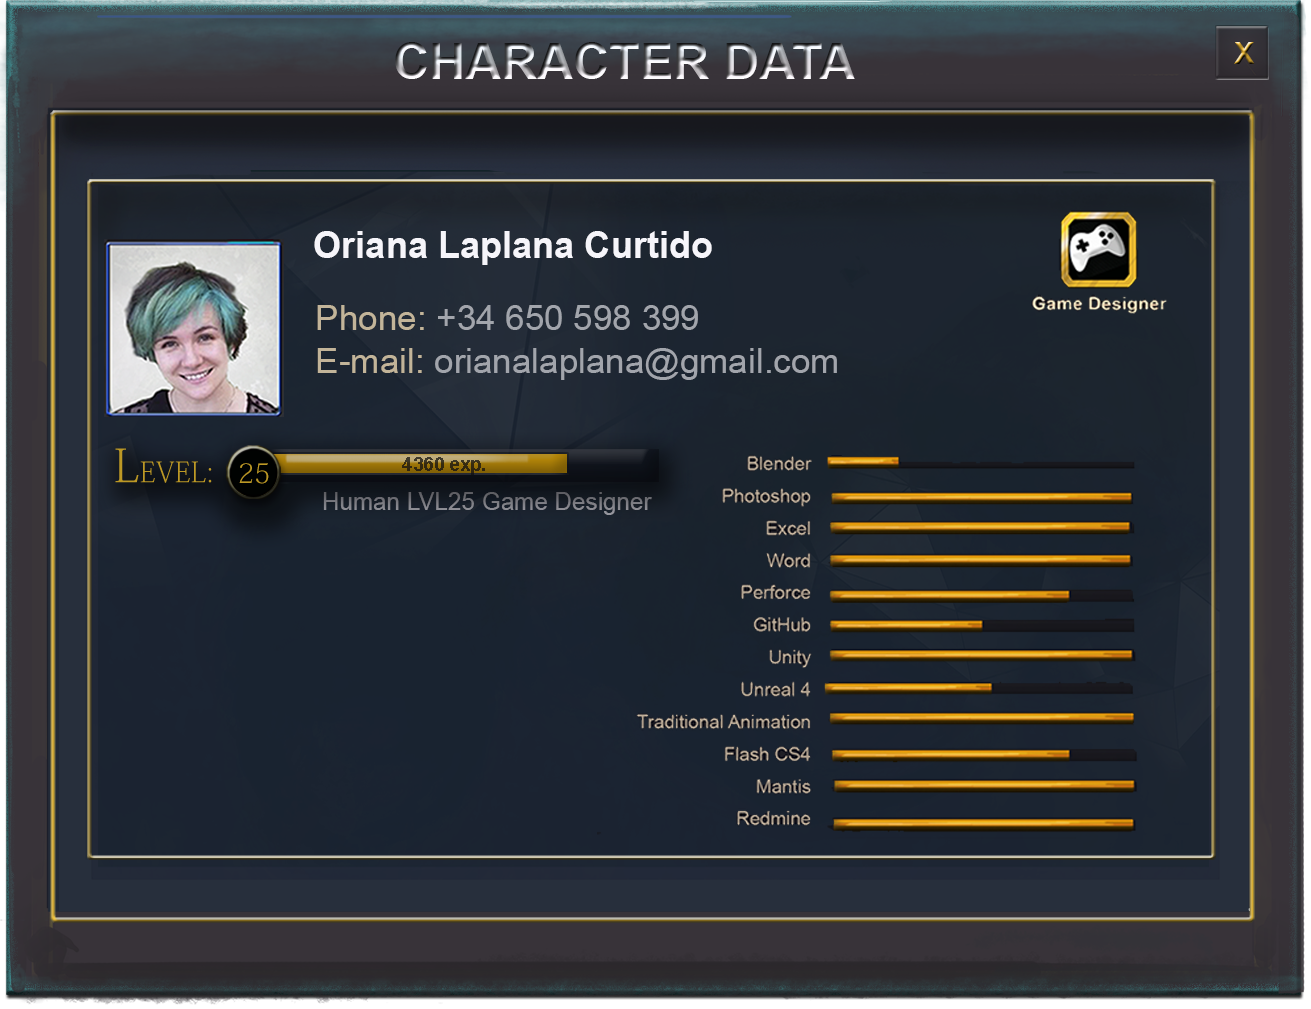 CHARACTER DATA
X
Oriana Laplana Curtido
Game Designer
Phone: +34 650 598 399
E-mail: orianalaplana@gmail.com
LEVEL: 25
4360 exp.
Human LVL25 Game Designer
Blender
Photoshop
Excel
Word
Perforce
GitHub
Unity
Unreal 4
Traditional Animation
Flash CS4
Mantis
Redmine